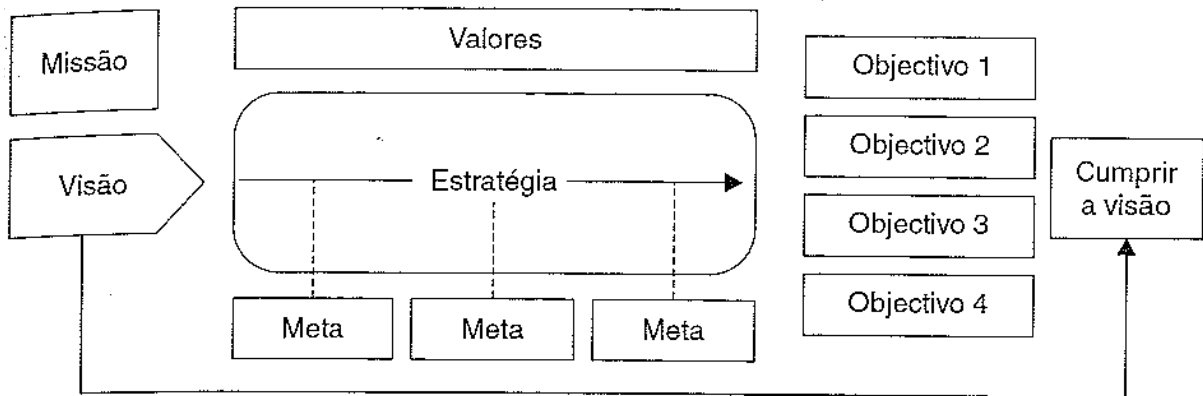 Missão
Valores
Objectivo 1
Visão
Estratégia
Objectivo 2
Cumprir
a visão
Objectivo 3
Objectivo 4
Meta
Meta
Meta